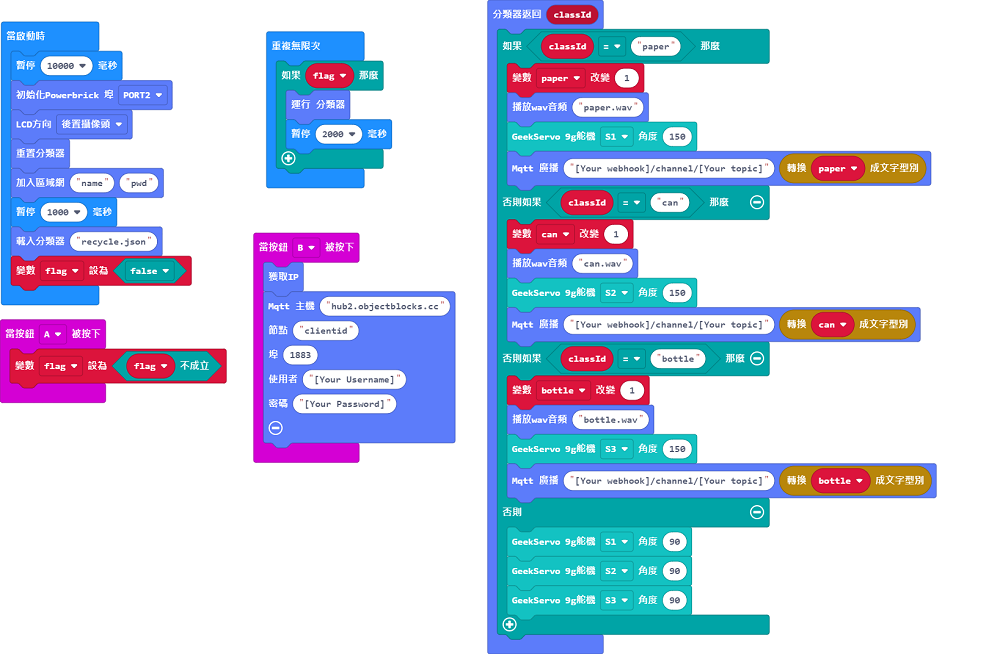 當啟動時
暫停 10000 毫秒
初始化Powerbrick 埠 PORT2
LCD方向 後置攝像頭
重置分類器
加入區域網 "name" "pwd"
暫停 1000 毫秒
載入分類器 "recycle.json"
變數 flag 設為 false
當按鈕 A 被按下
變數 flag 設為 flag 不成立
重複無限次
如果 flag 那麼
運行 分類器
暫停 2000 毫秒
當按鈕 B 被按下
獲取IP
Mqtt 主機 "hub2.objectblocks.cc"
節點 "clientid"
埠 1883
使用者 "[Your Username]"
密碼 "[Your Password]"
分類器返回 classId
如果 classId = "paper" 那麼
變數 paper 改變 1
播放wav音頻 "paper.wav"
GeekServo 9g舵機 S1 角度 150
Mqtt 廣播 "[Your webhook]/channel/[Your topic]" 轉換 paper 成文字型別
否則如果 classId = "can" 那麼
變數 can 改變 1
播放wav音頻 "can.wav"
GeekServo 9g舵機 S2 角度 150
Mqtt 廣播 "[Your webhook]/channel/[Your topic]" 轉換 can 成文字型別
否則如果 classId = "bottle" 那麼
變數 bottle 改變 1
播放wav音頻 "bottle.wav"
GeekServo 9g舵機 S3 角度 150
Mqtt 廣播 "[Your webhook]/channel/[Your topic]" 轉換 bottle 成文字型別
否則
GeekServo 9g舵機 S1 角度 90
GeekServo 9g舵機 S2 角度 90
GeekServo 9g舵機 S3 角度 90